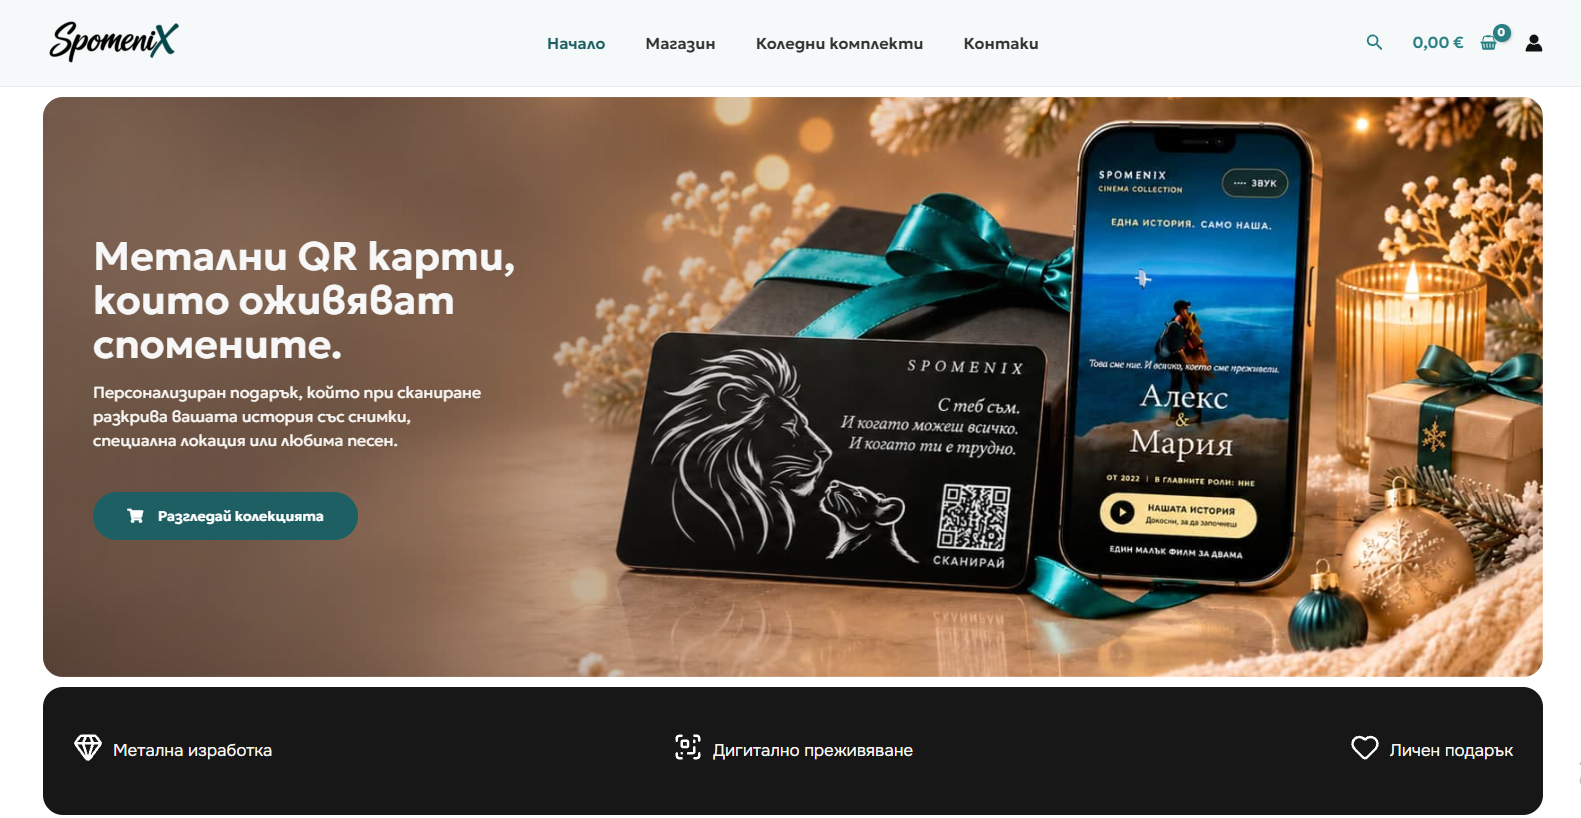 SpomeniX
Начало
Магазин
Коледни комплекти
Контакти
0,00 €
0
Метални QR карти,
които оживяват
спомените.
Персонализиран подарък, който при сканиране
разкрива вашата история със снимки,
специална локация или любима песен.
Разгледай колекцията
SPOMENIX
С теб съм.
И когато можеш всичко.
И когато ти е трудно.
СКАНИРАЙ
SPOMENIX
CINEMA COLLECTION
ЗВУК
ЕДНА ИСТОРИЯ. САМО НАША.
Това сме ние. И всичко, което сме преживели.
Алекс
&
Мария
ОТ 2022 | В ГЛАВНИТЕ РОЛИ: НИЕ
НАШАТА ИСТОРИЯ
Докосни, за да започнеш
ЕДИН МАЛЪК ФИЛМ ЗА ДВАМА
Метална изработка
Дигитално преживяване
Личен подарък